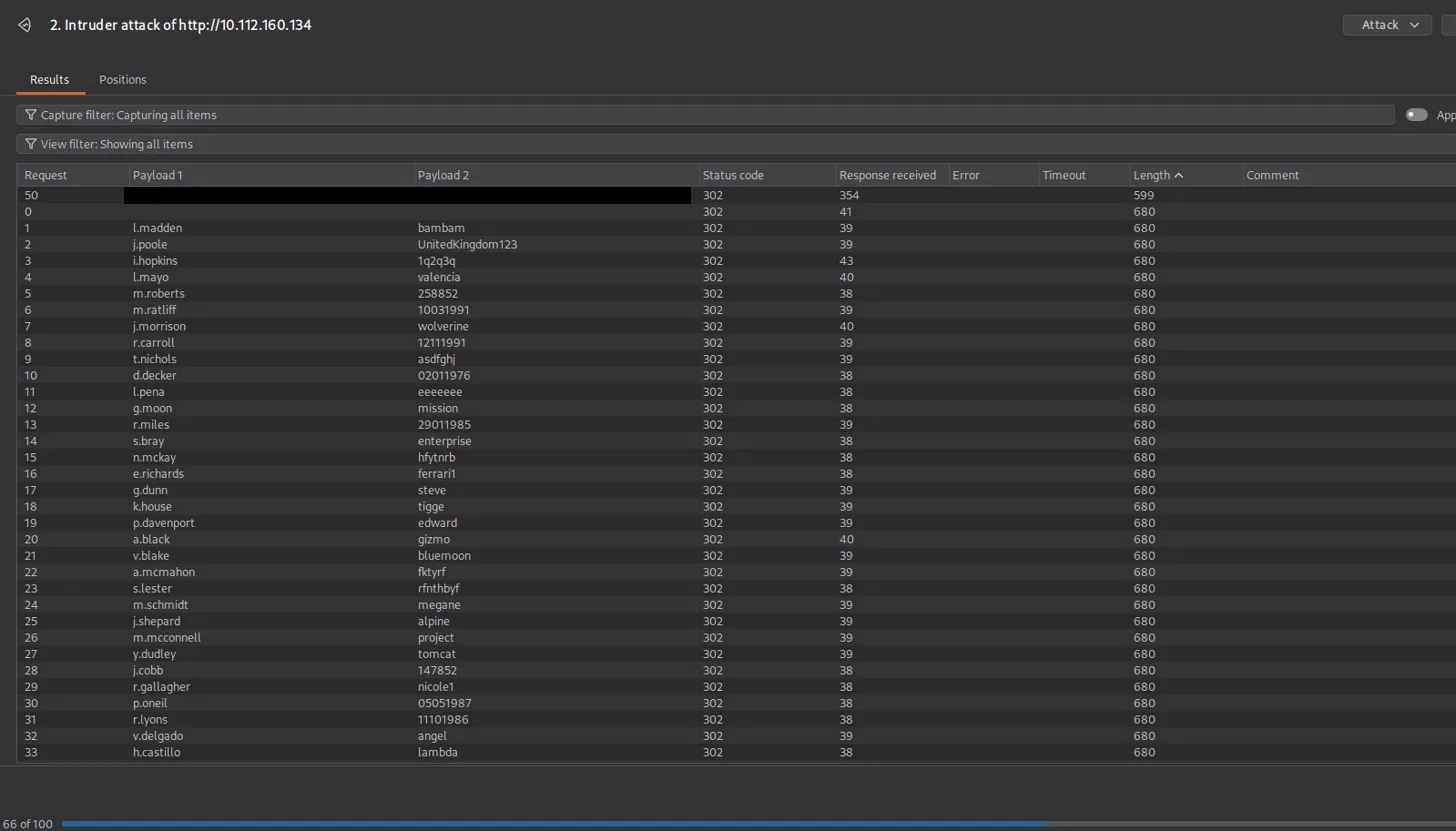 2. Intruder attack of http://10.112.160.134
Attack
Results Positions
Capture filter: Capturing all items
App
View filter: Showing all items
Request Payload 1 Payload 2 Status code Response received Error Timeout Length Comment
50 302 354 599
0 302 41 680
1 l.madden bambam 302 39 680
2 j.poole UnitedKingdom123 302 39 680
3 i.hopkins 1q2q3q 302 43 680
4 l.mayo valencia 302 40 680
5 m.roberts 258852 302 38 680
6 m.ratliff 10031991 302 39 680
7 j.morrison wolverine 302 40 680
8 r.carroll 12111991 302 39 680
9 t.nichols asdfghj 302 39 680
10 d.decker 02011976 302 38 680
11 l.pena eeeeeee 302 38 680
12 g.moon mission 302 38 680
13 r.miles 29011985 302 39 680
14 s.bray enterprise 302 38 680
15 n.mckay hfytnrb 302 38 680
16 e.richards ferrari1 302 38 680
17 g.dunn steve 302 39 680
18 k.house tigge 302 39 680
19 p.davenport edward 302 39 680
20 a.black gizmo 302 40 680
21 v.blake bluemoon 302 39 680
22 a.mcmahon fktyrf 302 39 680
23 s.lester rfnthbyf 302 38 680
24 m.schmidt megane 302 39 680
25 j.shepard alpine 302 39 680
26 m.mcconnell project 302 39 680
27 y.dudley tomcat 302 39 680
28 j.cobb 147852 302 38 680
29 r.gallagher nicole1 302 38 680
30 p.oneil 05051987 302 38 680
31 r.lyons 11101986 302 38 680
32 v.delgado angel 302 39 680
33 h.castillo lambda 302 38 680
66 of 100